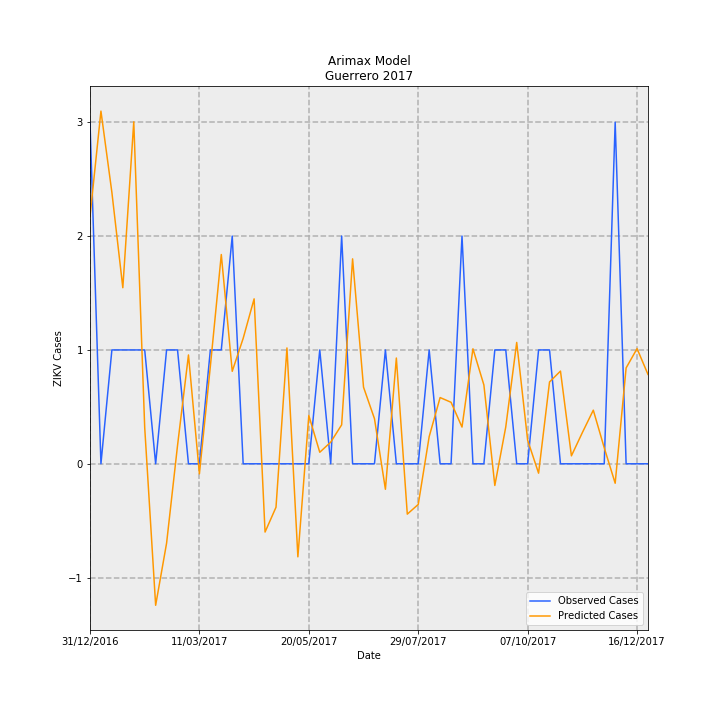 Arimax Model
Guerrero 2017
ZIKV Cases
3
2
1
0
−1
31/12/2016 11/03/2017 20/05/2017 29/07/2017 07/10/2017 16/12/2017
Date
Observed Cases
Predicted Cases